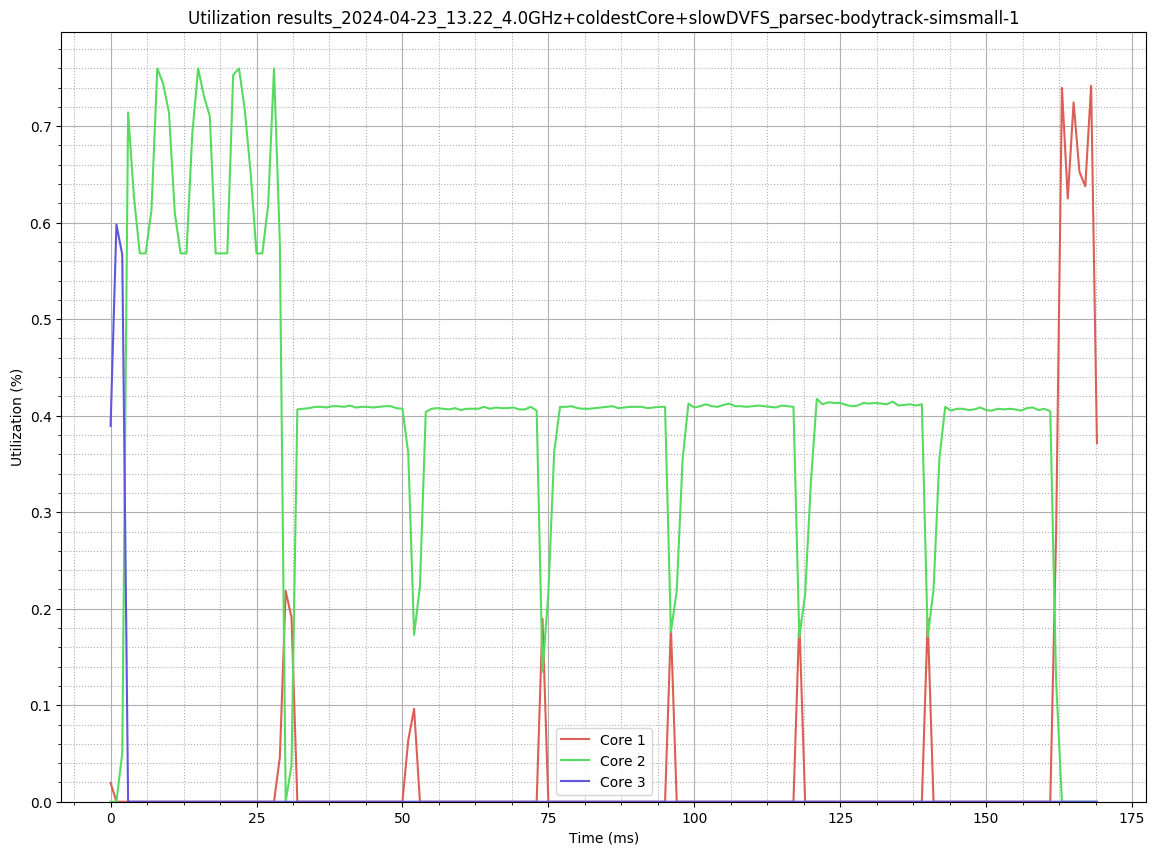 Utilization results_2024-04-23_13.22_4.0GHz+coldestCore+slowDVFS_parsec-bodytrack-simsmall-1
Utilization (%)
0.7
0.6
0.5
0.4
0.3
0.2
0.1
0.0
Core 1
Core 2
Core 3
0 25 50 75 100 125 150 175
Time (ms)